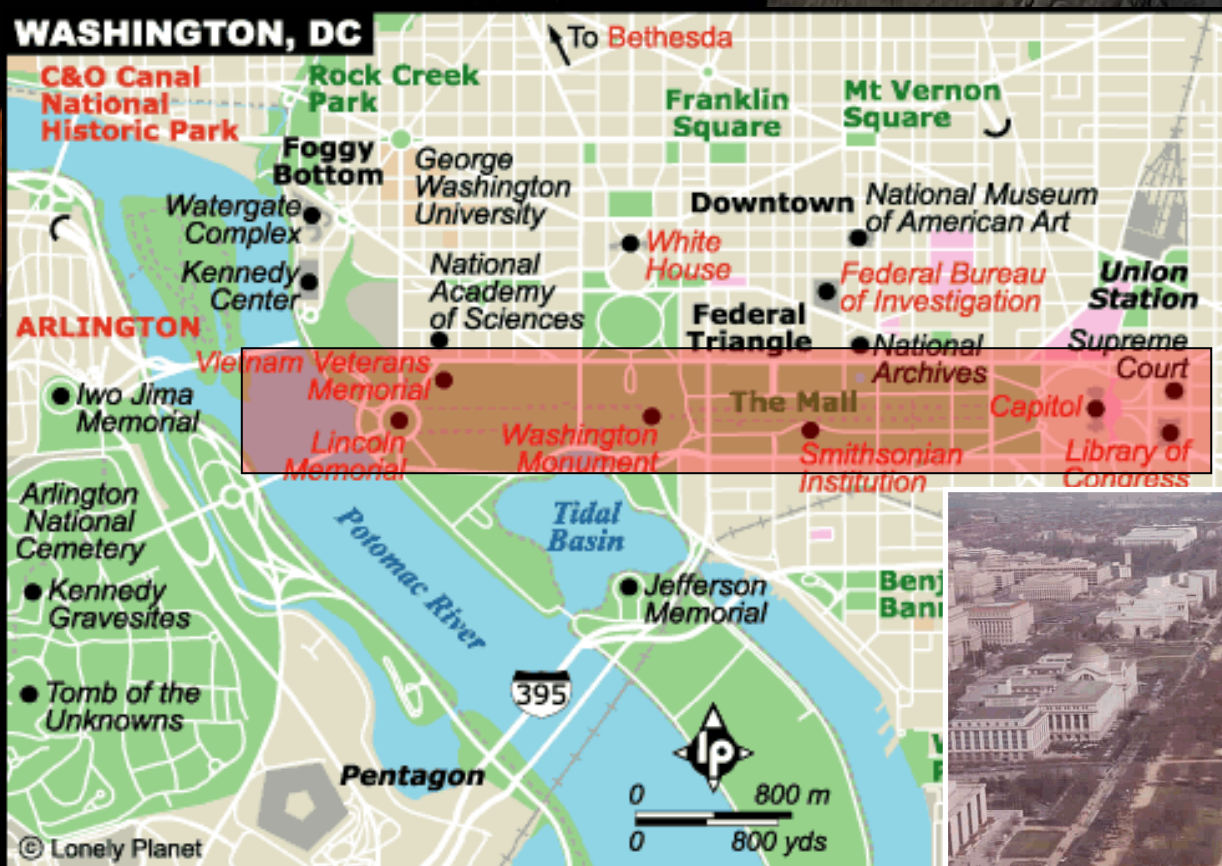 WASHINGTON, DC
To Bethesda
C&O Canal
National
Historic Park
Rock Creek
Park
Franklin
Square
Mt Vernon
Square
Foggy
Bottom
George
Washington
University
Watergate
Complex
Downtown
National Museum
of American Art
White
House
Kennedy
Center
National
Academy
of Sciences
Federal Bureau
of Investigation
Union
Station
ARLINGTON
Federal
Triangle
National
Archives
Supreme
Court
Vietnam Veterans
Memorial
Iwo Jima
Memorial
The Mall
Capitol
Lincoln
Memorial
Washington
Monument
Smithsonian
Institution
Library of
Congress
Arlington
National
Cemetery
Potomac River
Tidal
Basin
Kennedy
Gravesites
Jefferson
Memorial
Benj
Bann
Tomb of the
Unknowns
395
lp
Pentagon
0 800 m
0 800 yds
© Lonely Planet